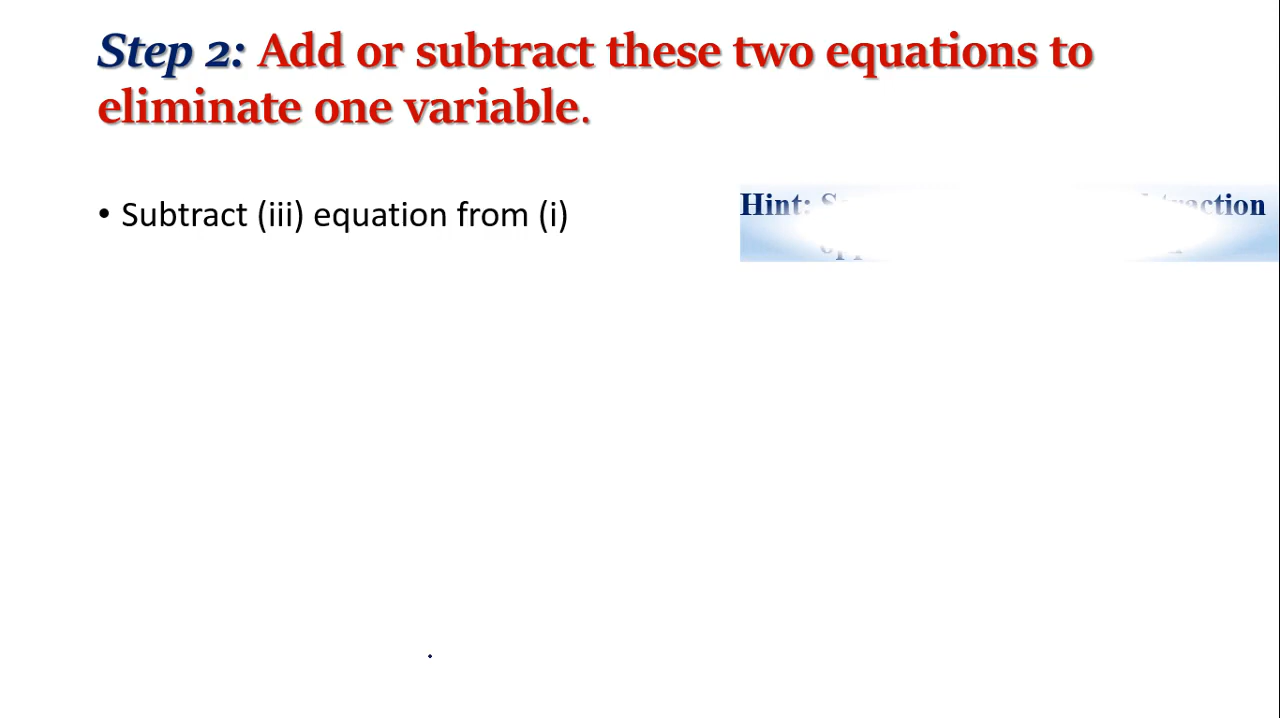 Step 2: Add or subtract these two equations to
eliminate one variable.
• Subtract (iii) equation from (i)
Hint: